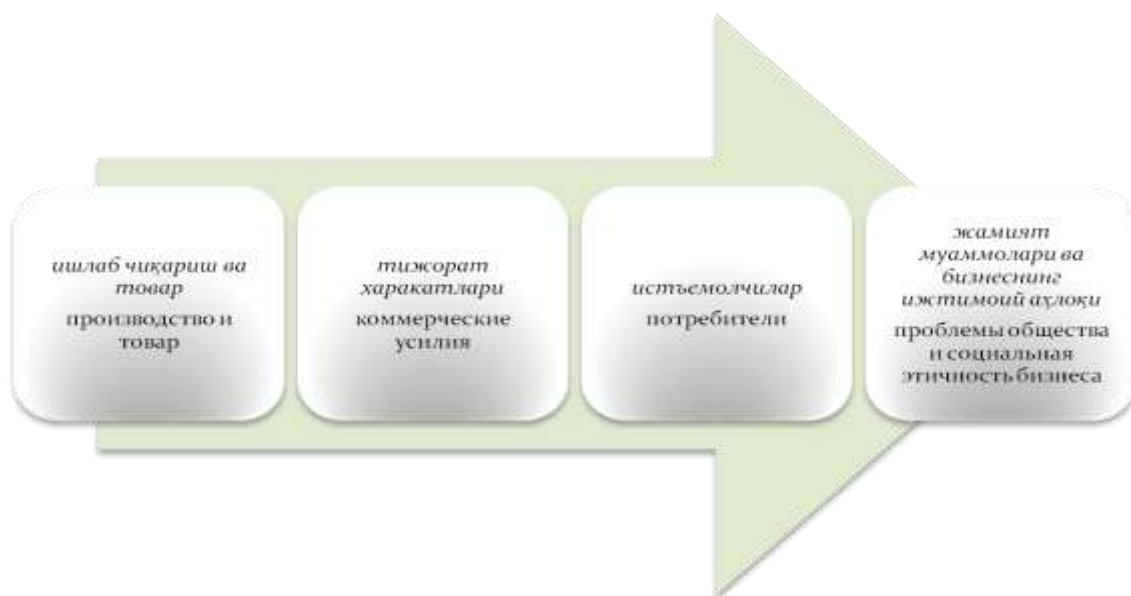 ишлаб чиқариш ва
товар
производство и
товар
тижорат
харакатлари
коммерческие
усилия
истъемолчилар
потребители
жамият
муаммолари ва
бизнеснинг
ижтимоий аҳлоқи
проблемы общества
и социальная
этичность бизнеса